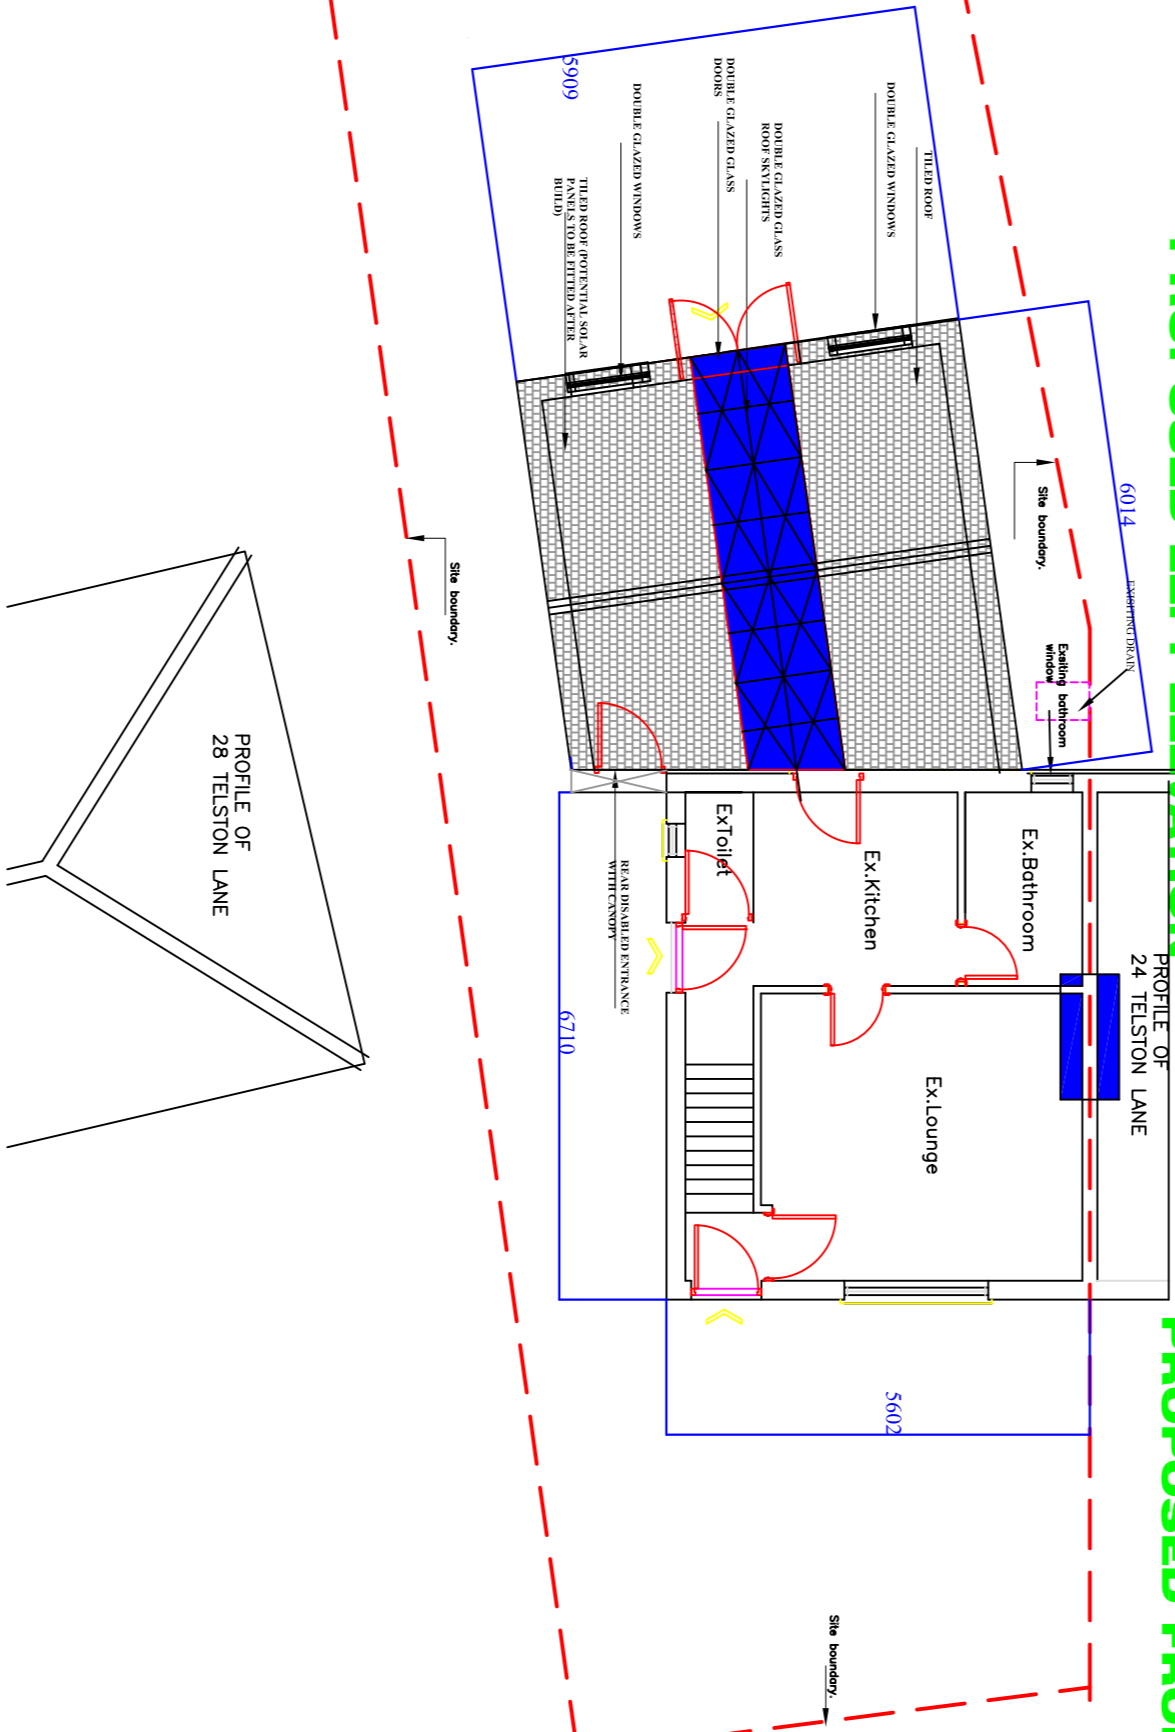 5909
DOUBLE GLAZED WINDOWS
DOUBLE GLAZED GLASS
DOORS
DOUBLE GLAZED GLASS
ROOF SKYLIGHTS
DOUBLE GLAZED WINDOWS
TILED ROOF
TILED ROOF (POTENTIAL SOLAR
PANELS TO BE FITTED AFTER
BUILD)
6014
Site boundary.
EXISITING DRAIN
Exsiting bathroom
window
Site boundary.
PROFILE OF
28 TELSTON LANE
REAR DISABLED ENTRANCE
WITH CANOPY
ExToilet
Ex.Kitchen
Ex.Bathroom
PROFILE OF
24 TELSTON LANE
Ex.Lounge
6710
5602
Site boundary.